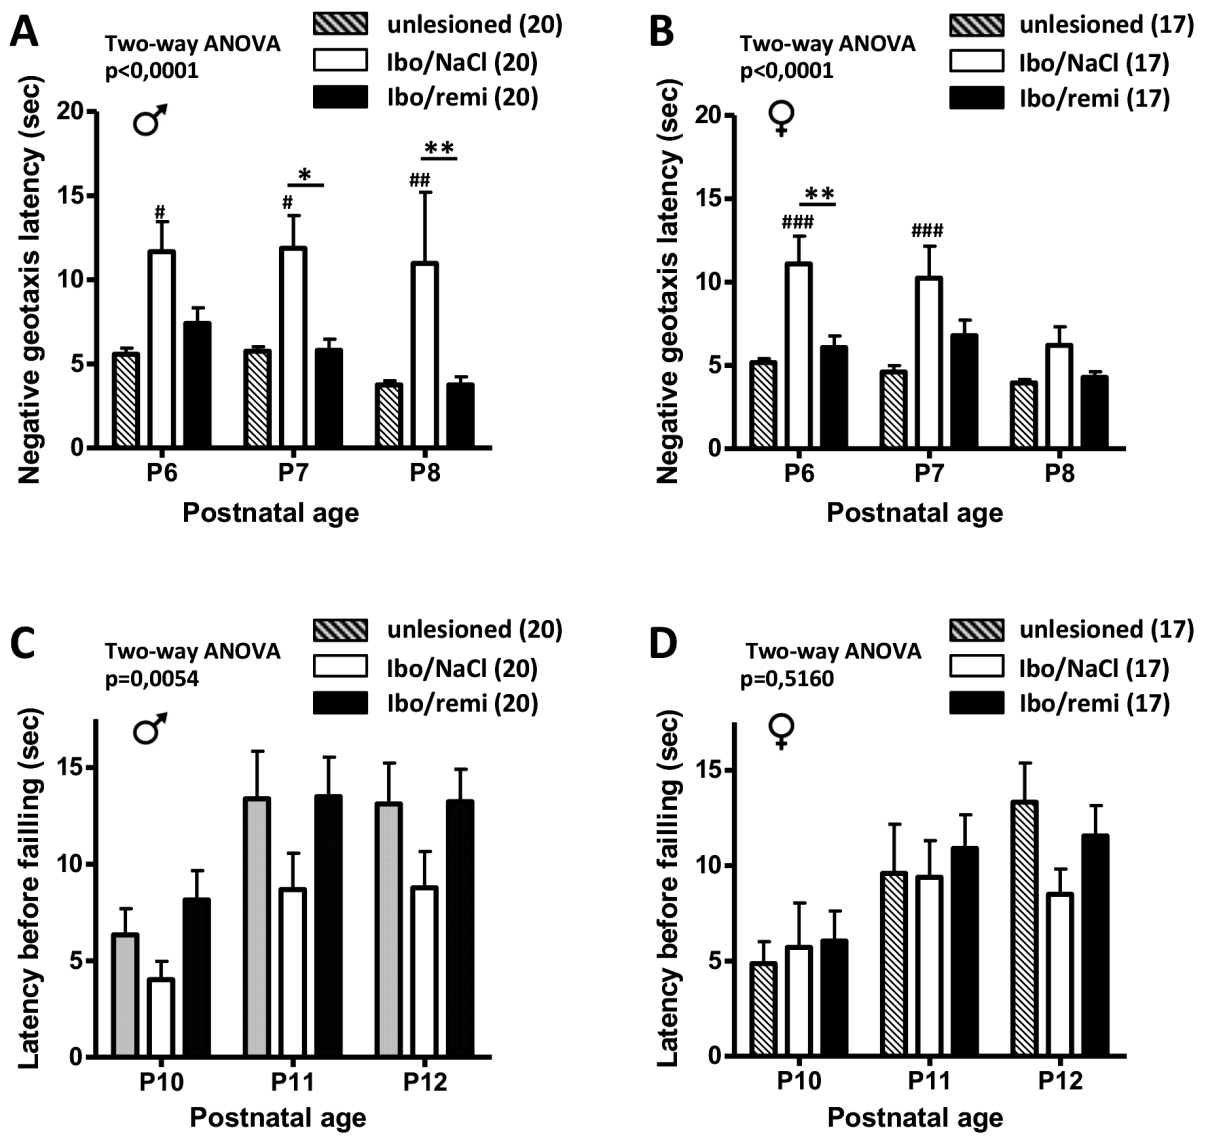 A
Two-way ANOVA
p<0,0001
unlesioned (20)
Ibo/NaCl (20)
Ibo/remi (20)
♂
Negative geotaxis latency (sec)
20
15
10
5
0
#
#
*
##
**
P6
P7
P8
Postnatal age
B
Two-way ANOVA
p<0,0001
unlesioned (17)
Ibo/NaCl (17)
Ibo/remi (17)
♀
Negative geotaxis latency (sec)
20
15
10
5
0
###
**
###
P6
P7
P8
Postnatal age
C
Two-way ANOVA
p=0,0054
unlesioned (20)
Ibo/NaCl (20)
Ibo/remi (20)
♂
Latency before failling (sec)
15
10
5
0
P10
P11
P12
Postnatal age
D
Two-way ANOVA
p=0,5160
unlesioned (17)
Ibo/NaCl (17)
Ibo/remi (17)
♀
Latency before failling (sec)
15
10
5
0
P10
P11
P12
Postnatal age